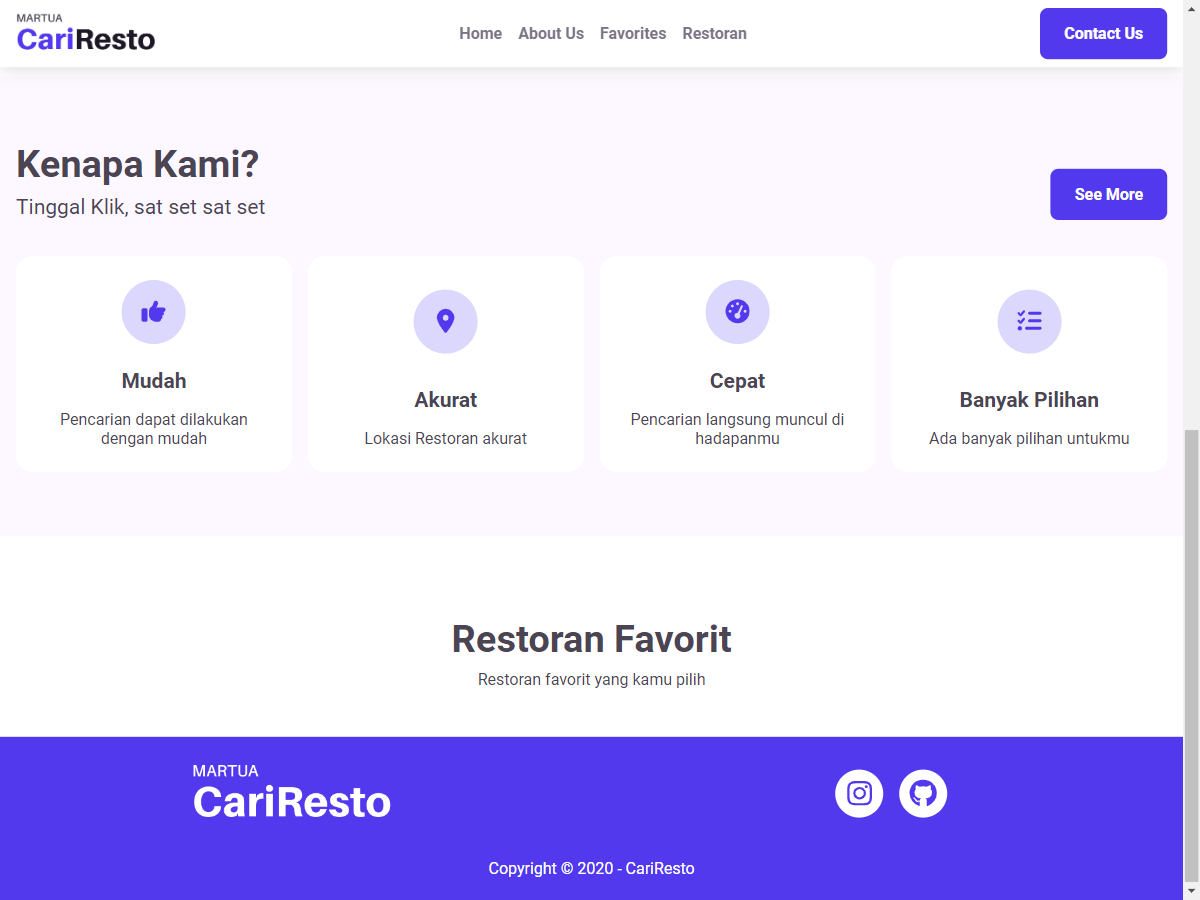 MARTUA
CariResto
Home
About Us
Favorites
Restoran
Contact Us
Kenapa Kami?
Tinggal Klik, sat set sat set
See More
Mudah
Pencarian dapat dilakukan
dengan mudah
Akurat
Lokasi Restoran akurat
Cepat
Pencarian langsung muncul di
hadapanmu
Banyak Pilihan
Ada banyak pilihan untukmu
Restoran Favorit
Restoran favorit yang kamu pilih
MARTUA
CariResto
Copyright © 2020 - CariResto